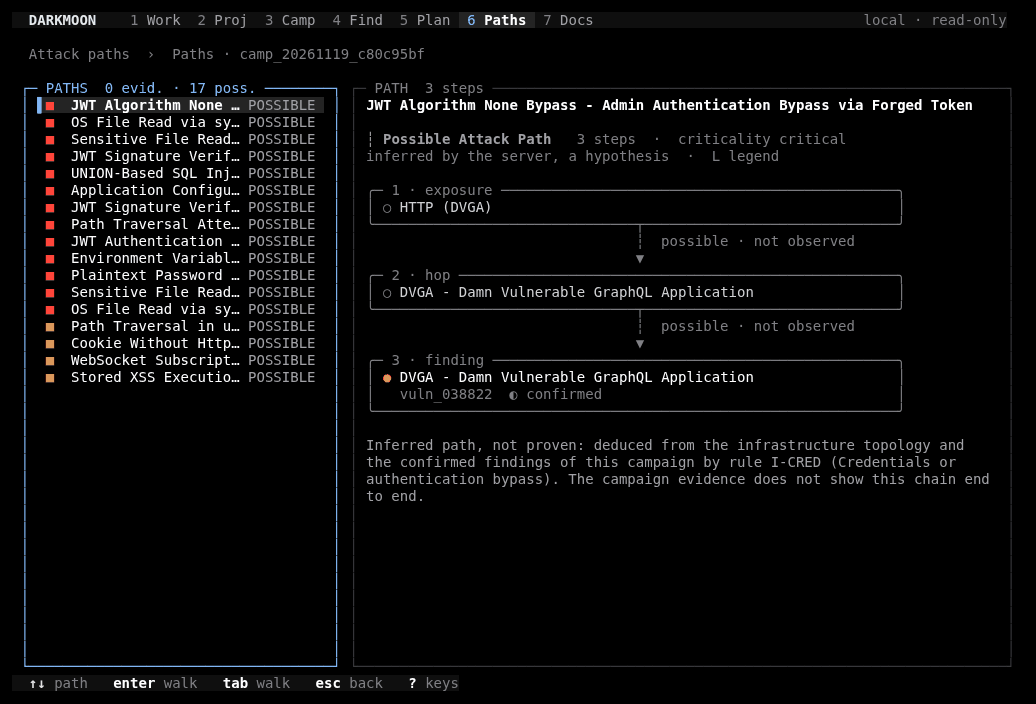 DARKMOON 1 Work 2 Proj 3 Camp 4 Find 5 Plan 6 Paths 7 Docs local · read-only
Attack paths › Paths · camp_20261119_c80c95bf
PATHS 0 evid. · 17 poss.
JWT Algorithm None … POSSIBLE
OS File Read via sy… POSSIBLE
Sensitive File Read… POSSIBLE
JWT Signature Verif… POSSIBLE
UNION-Based SQL Inj… POSSIBLE
Application Configu… POSSIBLE
JWT Signature Verif… POSSIBLE
Path Traversal Atte… POSSIBLE
JWT Authentication … POSSIBLE
Environment Variabl… POSSIBLE
Plaintext Password … POSSIBLE
Sensitive File Read… POSSIBLE
OS File Read via sy… POSSIBLE
Path Traversal in u… POSSIBLE
Cookie Without Http… POSSIBLE
WebSocket Subscript… POSSIBLE
Stored XSS Executio… POSSIBLE
PATH 3 steps
JWT Algorithm None Bypass - Admin Authentication Bypass via Forged Token
Possible Attack Path 3 steps · criticality critical
inferred by the server, a hypothesis · L legend
1 · exposure
○ HTTP (DVGA)
possible · not observed
2 · hop
○ DVGA - Damn Vulnerable GraphQL Application
possible · not observed
3 · finding
● DVGA - Damn Vulnerable GraphQL Application
vuln_038822 ◐ confirmed
Inferred path, not proven: deduced from the infrastructure topology and
the confirmed findings of this campaign by rule I-CRED (Credentials or
authentication bypass). The campaign evidence does not show this chain end
to end.
↑↓ path enter walk tab walk esc back ? keys